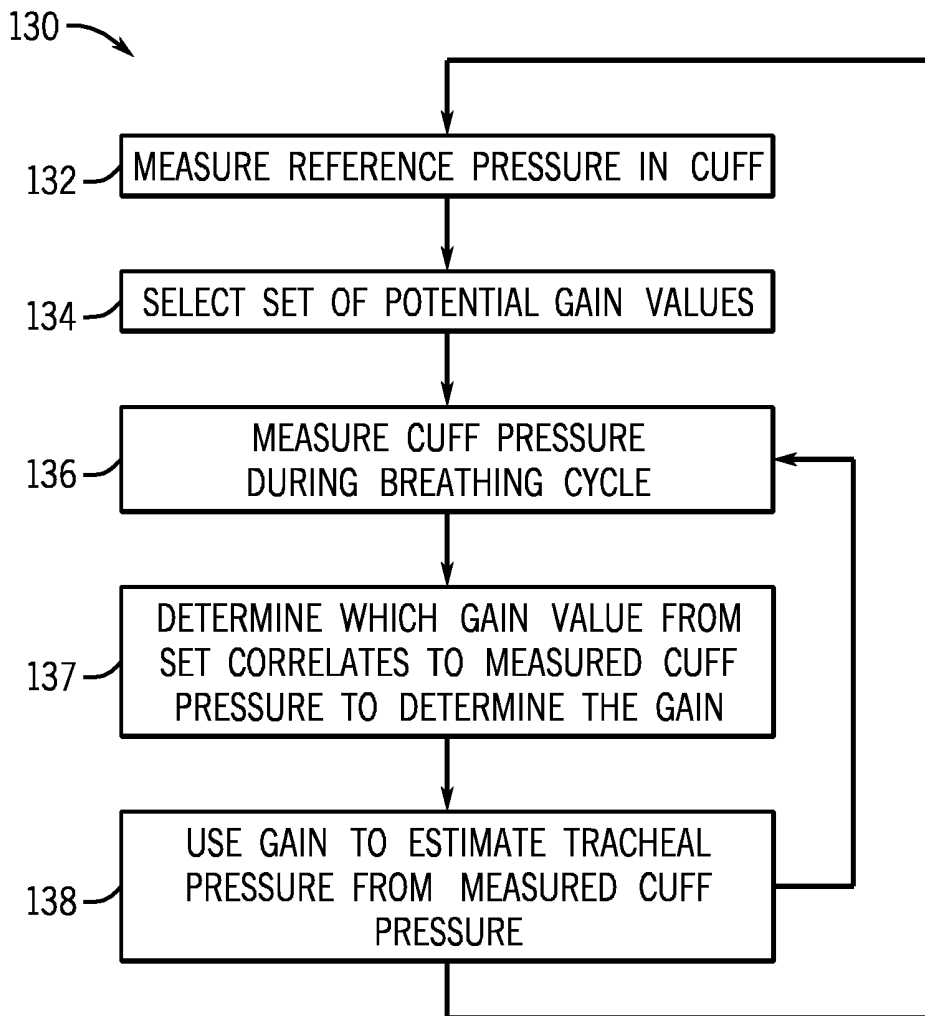 130
132
MEASURE REFERENCE PRESSURE IN CUFF
134
SELECT SET OF POTENTIAL GAIN VALUES
136
MEASURE CUFF PRESSURE
DURING BREATHING CYCLE
137
DETERMINE WHICH GAIN VALUE FROM
SET CORRELATES TO MEASURED CUFF
PRESSURE TO DETERMINE THE GAIN
138
USE GAIN TO ESTIMATE TRACHEAL
PRESSURE FROM MEASURED CUFF
PRESSURE